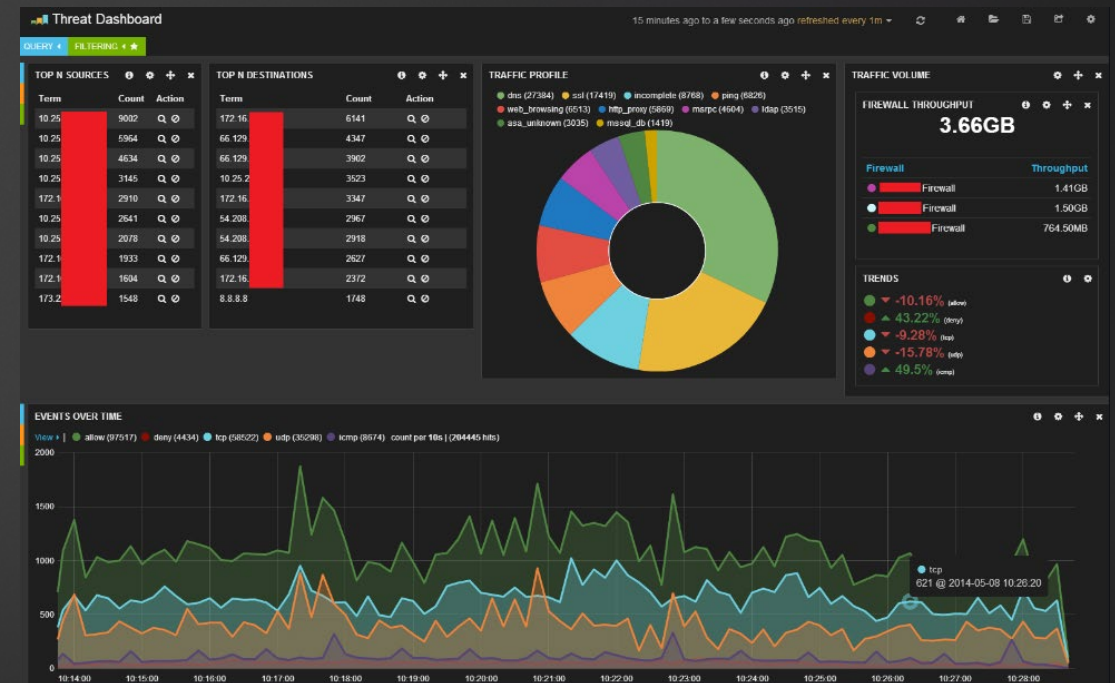 Threat Dashboard
15 minutes ago to a few seconds ago refreshed every 1m
QUERY FILTERING
TOP N SOURCES
Term Count Action
10.25 9002
10.25 5964
10.25 4634
10.25 3145
172.1 2910
10.25 2641
10.25 2078
172.1 1933
172.1 1604
173.2 1548
TOP N DESTINATIONS
Term Count Action
172.16. 6141
66.129. 4347
66.129. 3902
10.25.2 3523
172.16. 3347
54.208. 2967
54.208. 2918
66.129. 2627
172.16. 2372
8.8.8.8 1748
TRAFFIC PROFILE
dns (27384) ssl (17419) incomplete (8768) ping (6826)
web_browsing (6513) http_proxy (5869) msrpc (4604) ldap (3515)
asa_unknown (3035) mssql_db (1419)
TRAFFIC VOLUME
FIREWALL THROUGHPUT
3.66GB
Firewall Throughput
Firewall 1.41GB
Firewall 1.50GB
Firewall 764.50MB
TRENDS
-10.16% (allow)
43.22% (deny)
-9.28% (tcp)
-15.78% (udp)
49.5% (icmp)
EVENTS OVER TIME
View | allow (97517) deny (4434) tcp (58522) udp (35298) icmp (8674) count per 10s | (204445 hits)
2000
1500
1000
500
0
tcp
621 @ 2014-05-08 10:26:20
10:14:00 10:15:00 10:16:00 10:17:00 10:18:00 10:19:00 10:20:00 10:21:00 10:22:00 10:23:00 10:24:00 10:25:00 10:26:00 10:27:00 10:28:00